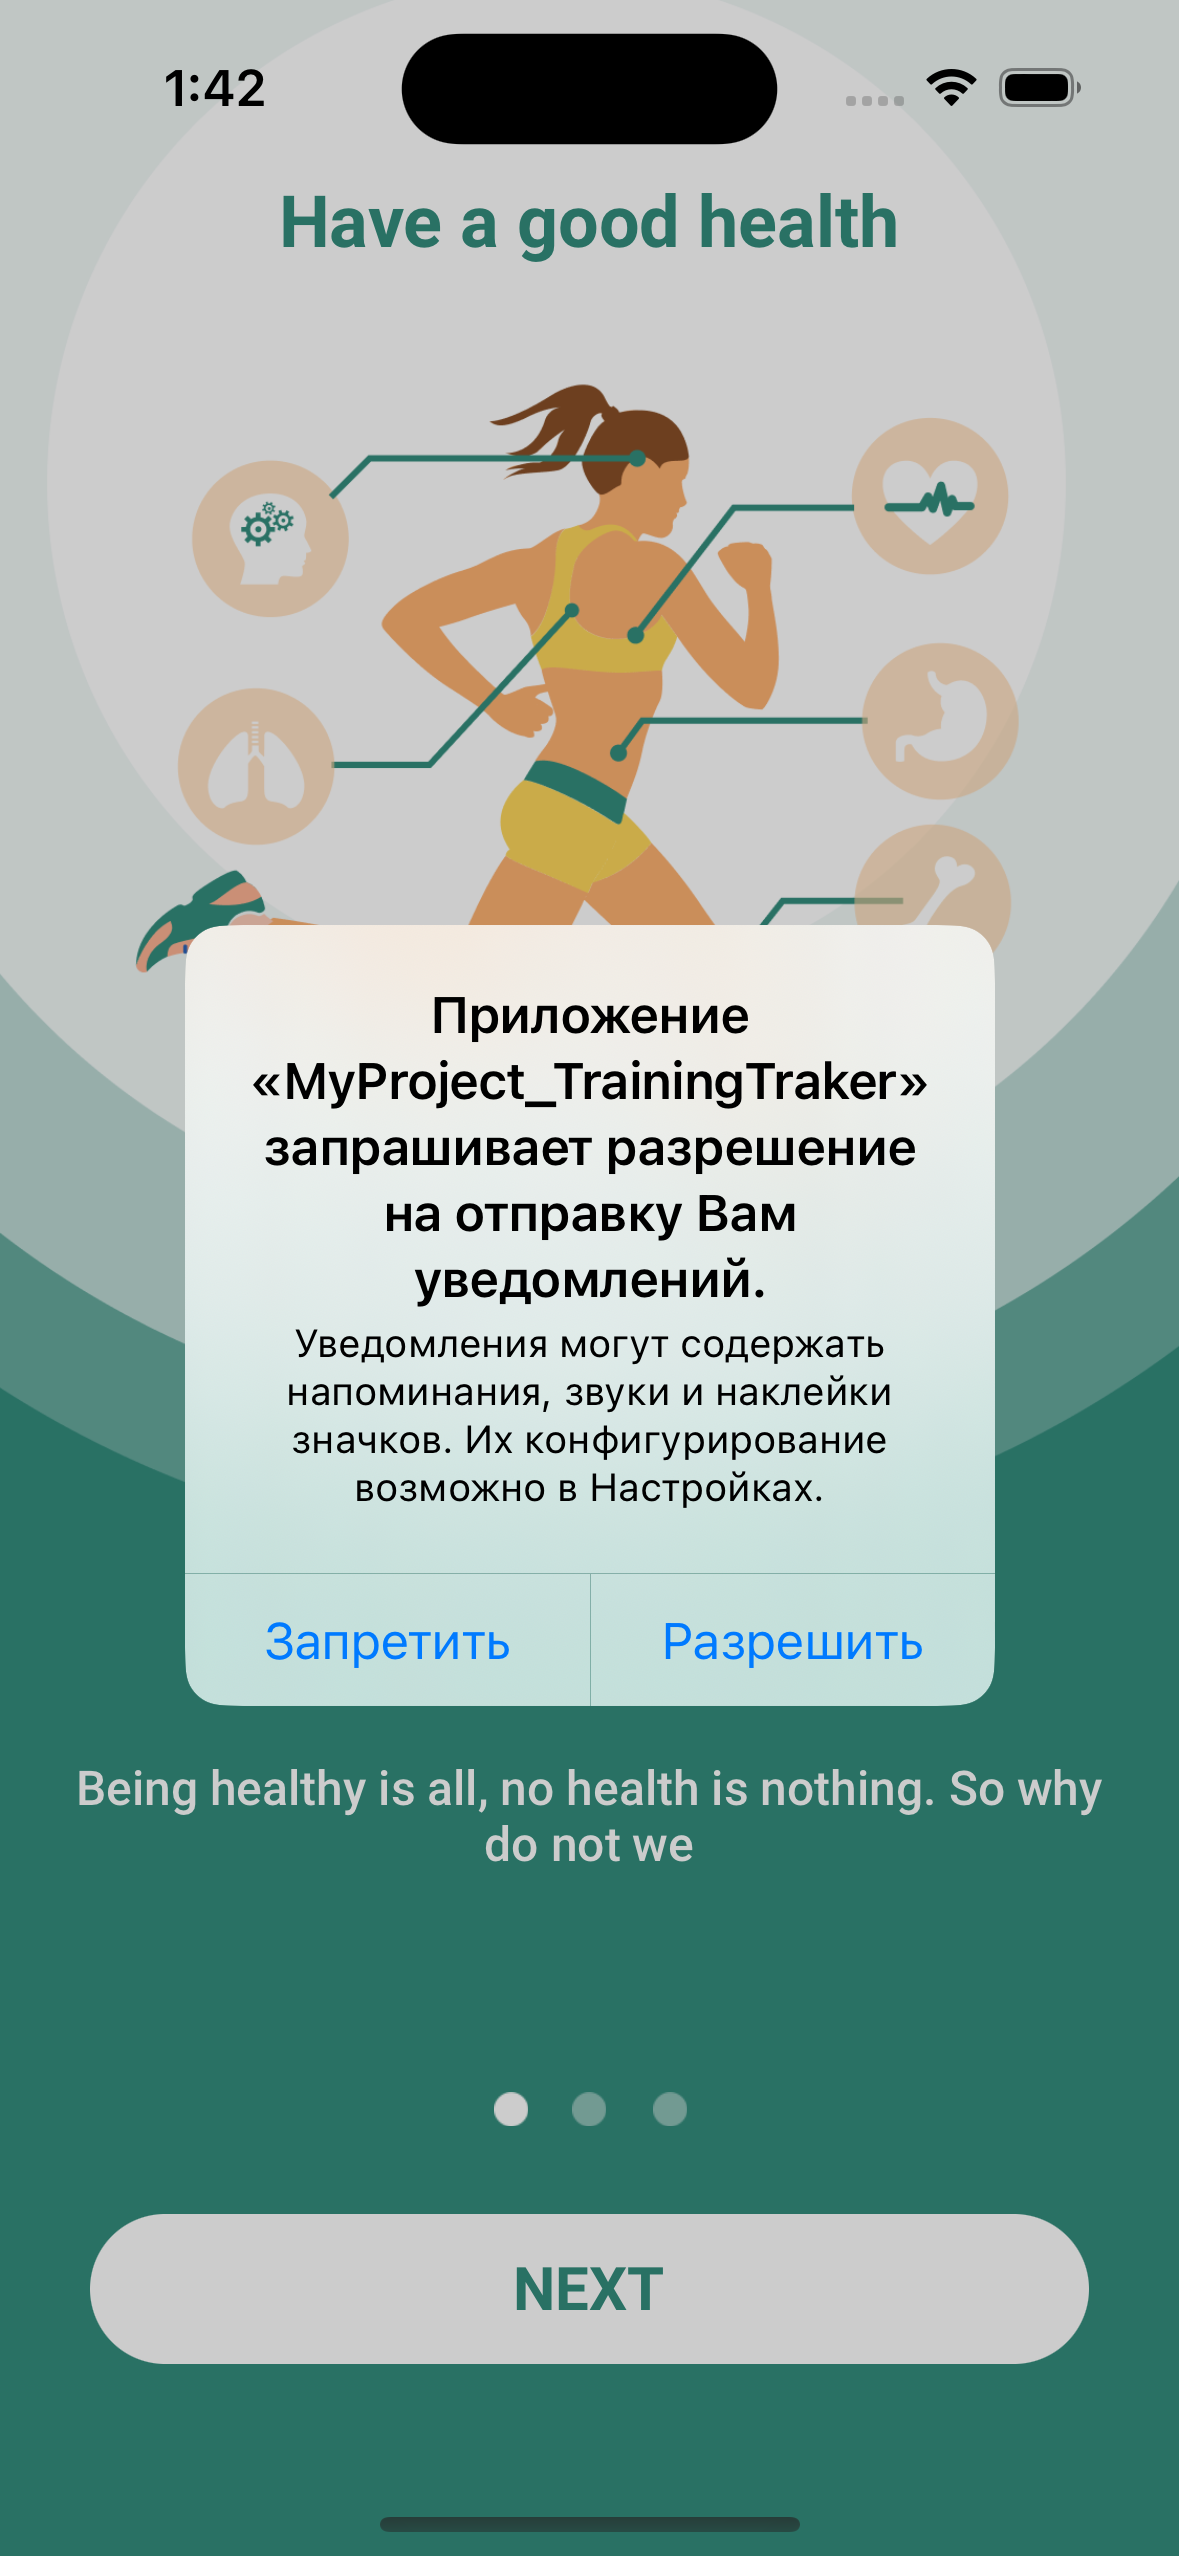 1:42
Have a good health
Приложение
«MyProject_TrainingTraker»
запрашивает разрешение
на отправку Вам
уведомлений.
Уведомления могут содержать
напоминания, звуки и наклейки
значков. Их конфигурирование
возможно в Настройках.
Запретить
Разрешить
Being healthy is all, no health is nothing. So why
do not we
NEXT